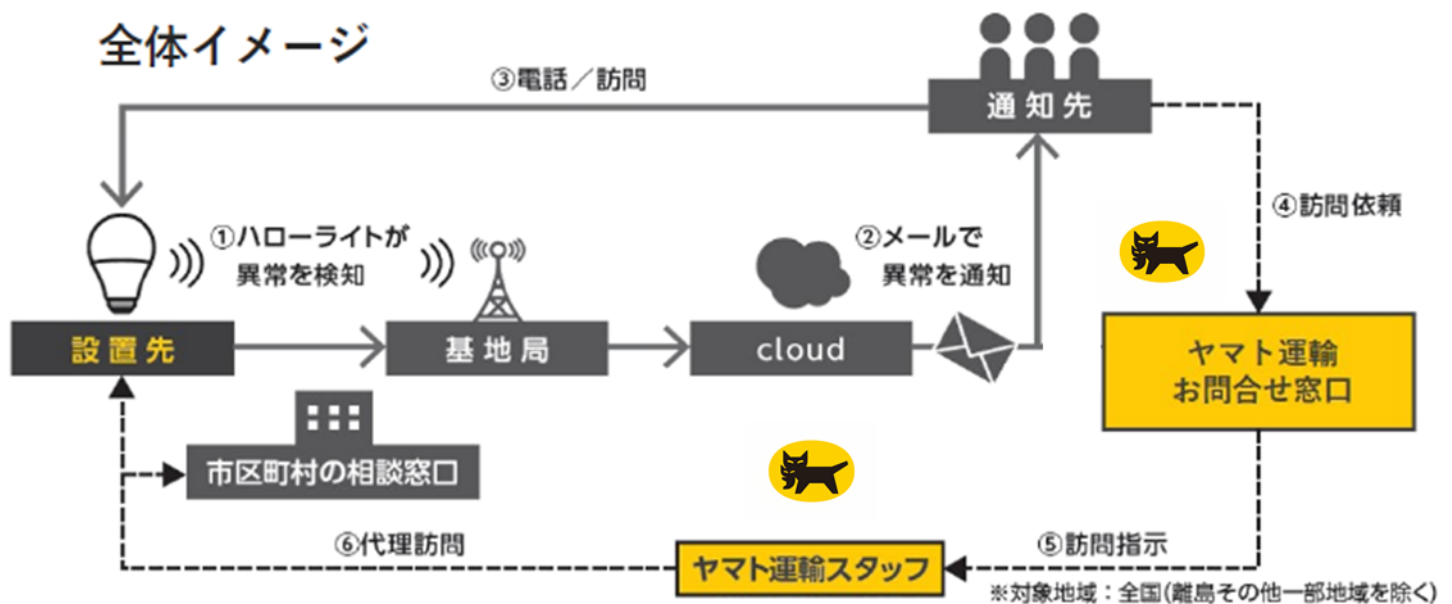 全体イメージ
③電話／訪問
通知先
④訪問依頼
①ハローライトが
異常を検知
②メールで
異常を通知
設置先
基地局
cloud
ヤマト運輸
お問合せ窓口
市区町村の相談窓口
⑥代理訪問
ヤマト運輸スタッフ
⑤訪問指示
※対象地域：全国(離島その他一部地域を除く)